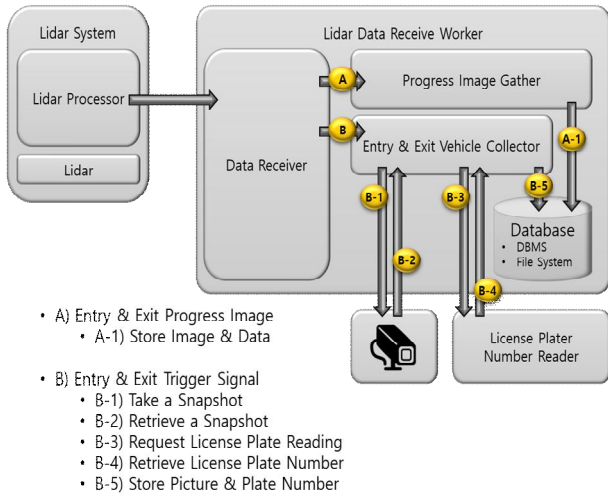 Lidar System
Lidar Processor
Lidar
Lidar Data Receive Worker
Data Receiver
A
Progress Image Gather
B
Entry & Exit Vehicle Collector
A-1
B-1
B-2
B-3
B-4
B-5
Database
• DBMS
• File System
License Plater
Number Reader
• A) Entry & Exit Progress Image
• A-1) Store Image & Data
• B) Entry & Exit Trigger Signal
• B-1) Take a Snapshot
• B-2) Retrieve a Snapshot
• B-3) Request License Plate Reading
• B-4) Retrieve License Plate Number
• B-5) Store Picture & Plate Number